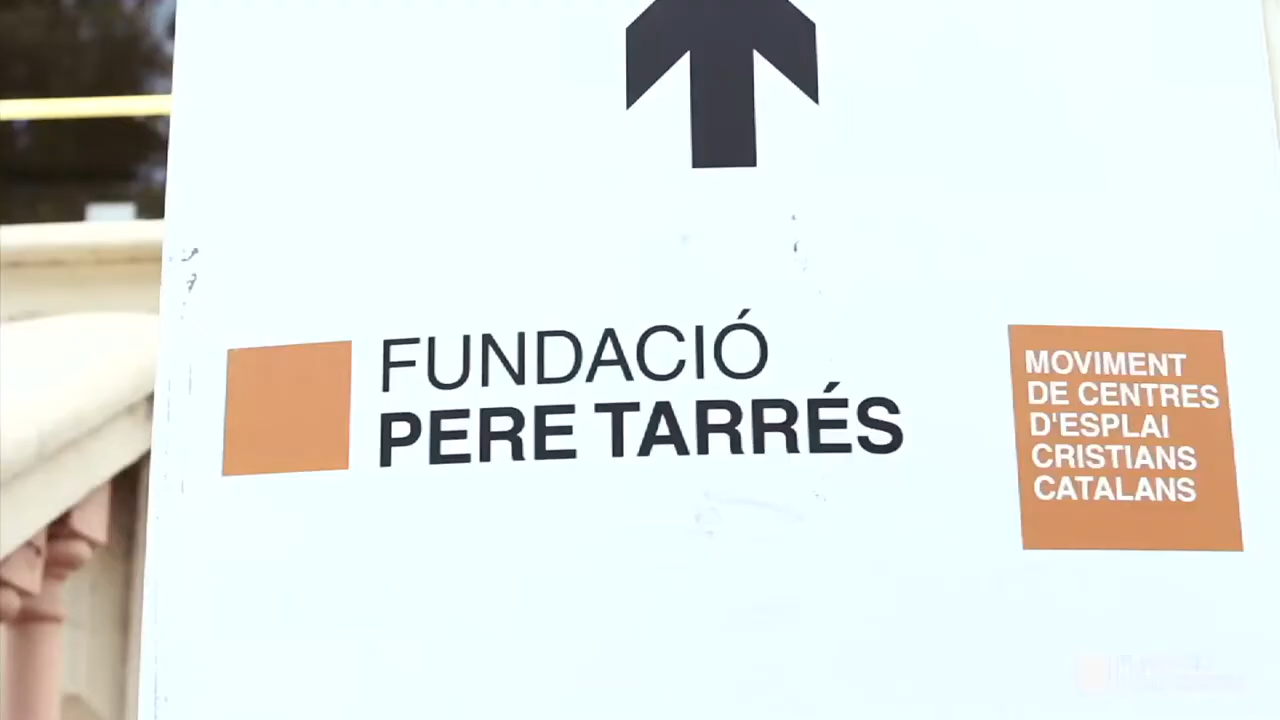 FUNDACIÓ
PERE TARRÉS
MOVIMENT
DE CENTRES
D'ESPLAI
CRISTIANS
CATALANS